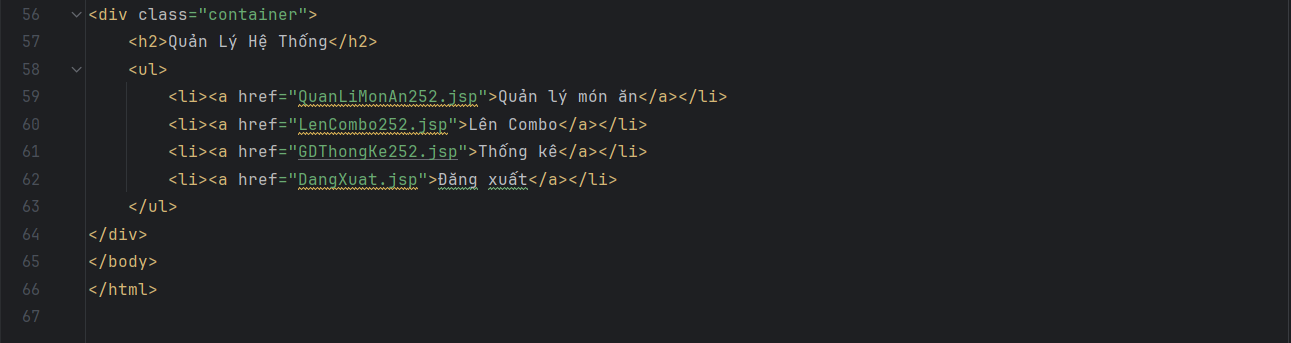 56 <div class="container">
57 <h2>Quản Lý Hệ Thống</h2>
58 <ul>
59 <li><a href="QuanLiMonAn252.jsp">Quản lý món ăn</a></li>
60 <li><a href="LenCombo252.jsp">Lên Combo</a></li>
61 <li><a href="GDThongKe252.jsp">Thống kê</a></li>
62 <li><a href="DangXuat.jsp">Đăng xuất</a></li>
63 </ul>
64 </div>
65 </body>
66 </html>
67